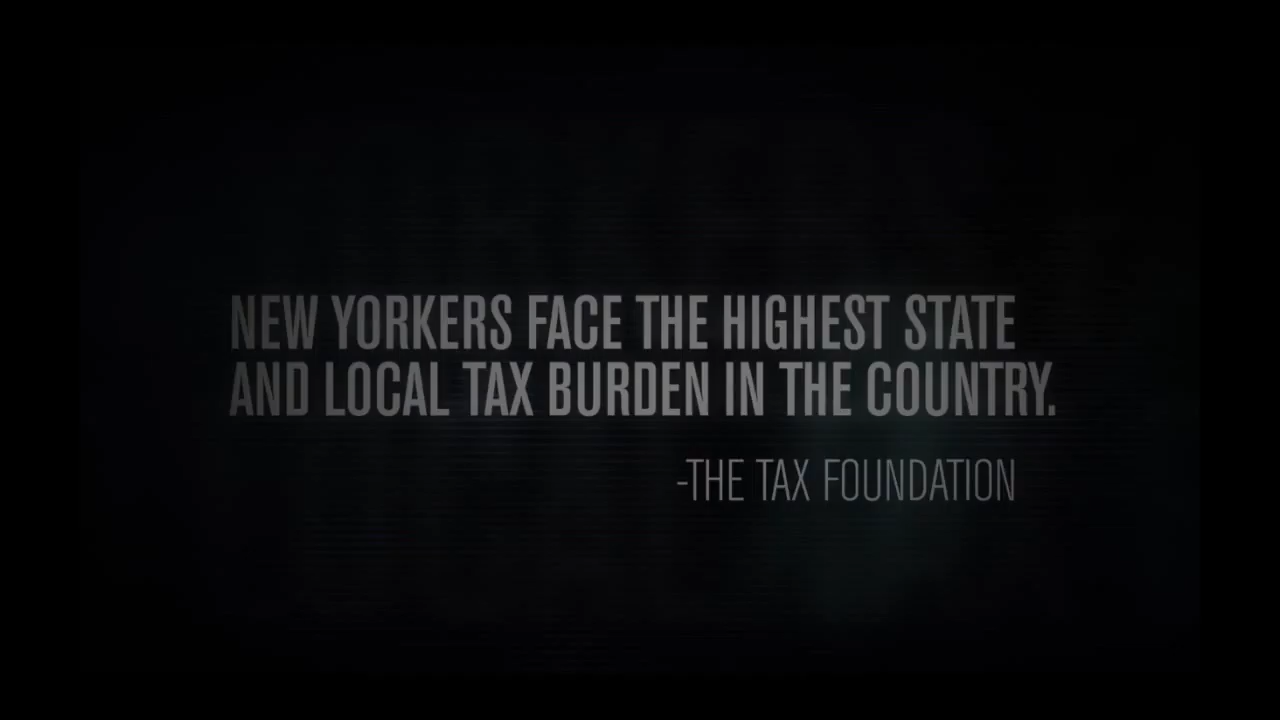 NEW YORKERS FACE THE HIGHEST STATE
AND LOCAL TAX BURDEN IN THE COUNTRY.
-THE TAX FOUNDATION